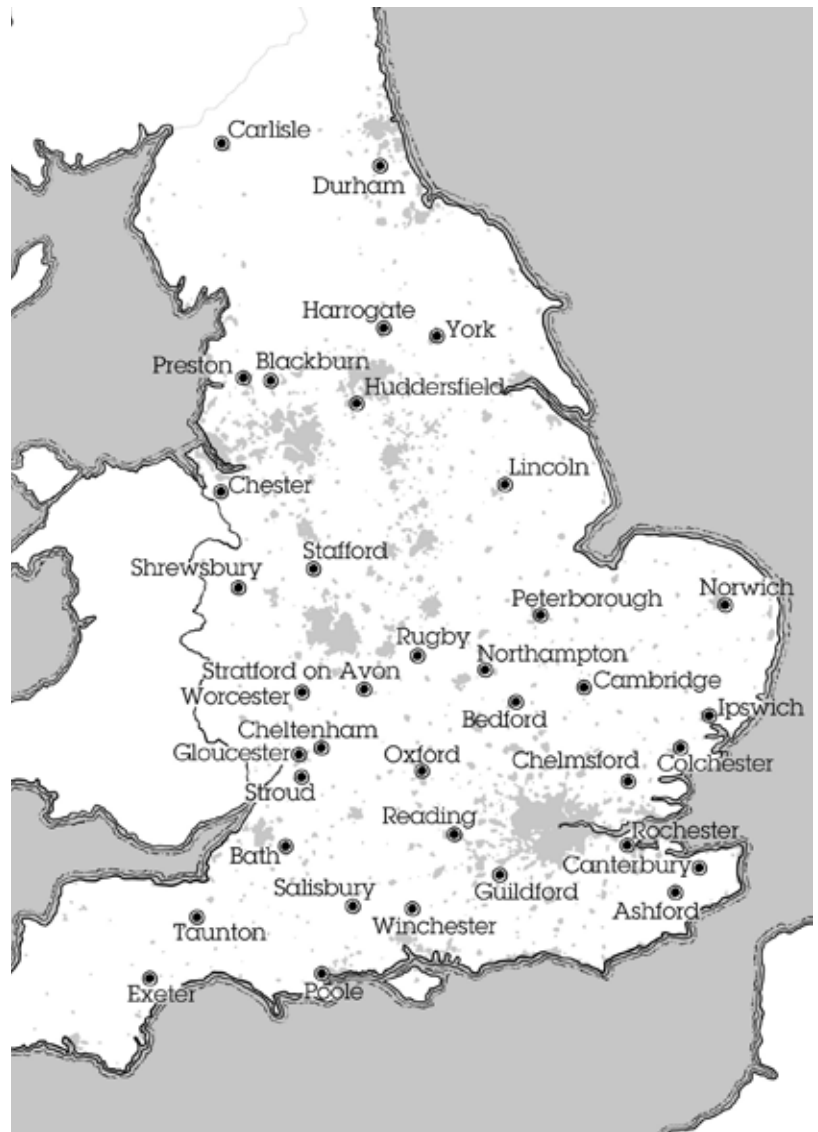 Carlisle
Durham
Harrogate
York
Preston
Blackburn
Huddersfield
Lincoln
Chester
Stafford
Shrewsbury
Norwich
Peterborough
Rugby
Northampton
Stratford on Avon
Cambridge
Worcester
Bedford
Ipswich
Cheltenham
Gloucester
Oxford
Chelmsford
Colchester
Stroud
Reading
Rochester
Bath
Canterbury
Guildford
Salisbury
Ashford
Winchester
Taunton
Exeter
Poole